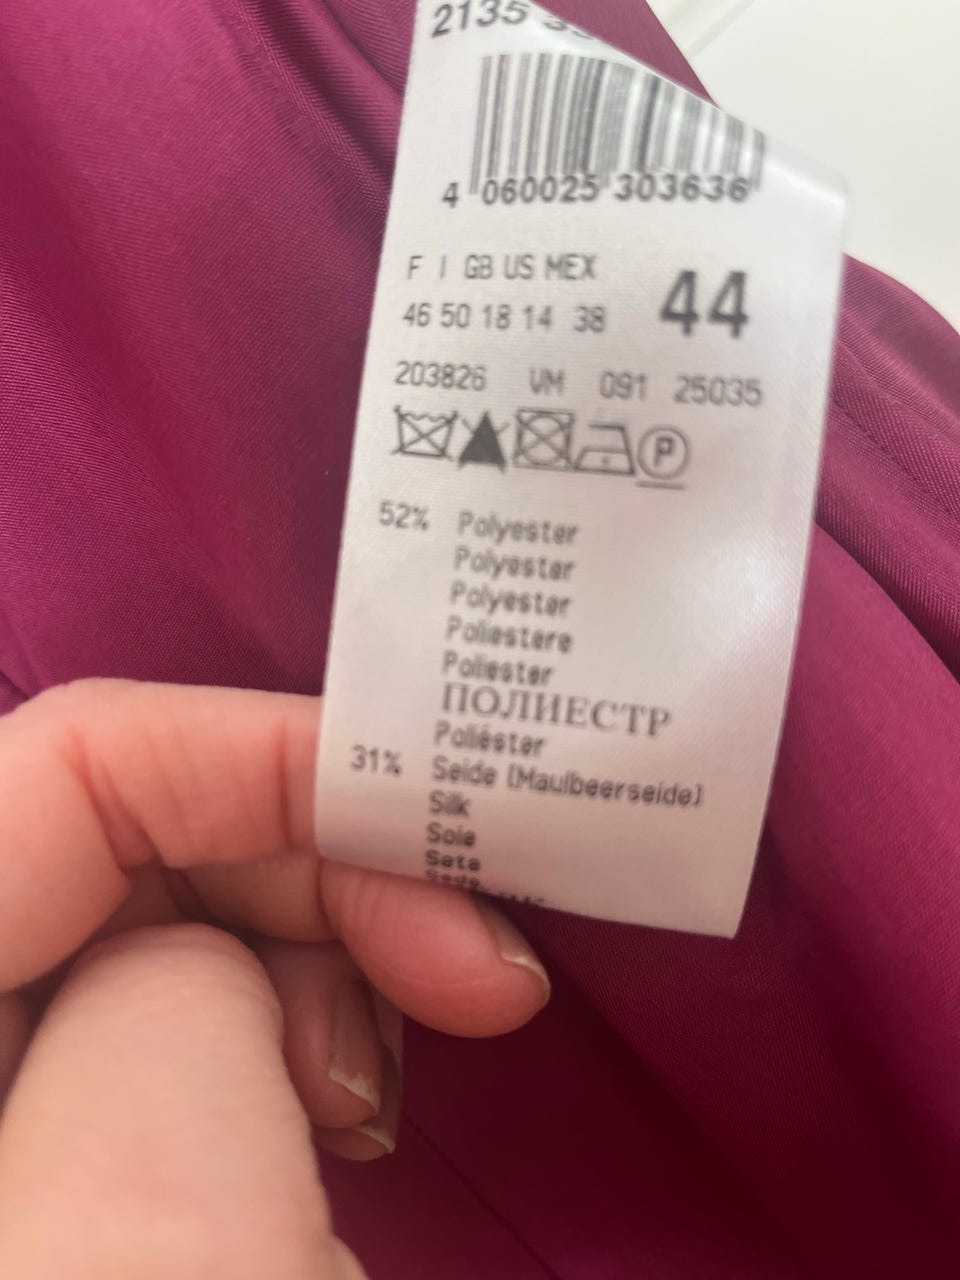 2135
4 060025 303636
F I GB US MEX
46 50 18 14 38 44
203826 VM 091 25035
P
52% Polyester
Polyester
Polyester
Poliestere
Poliester
ПОЛИЕСТР
Poliéster
31% Seide (Maulbeerseide)
Silk
Soie
Seta
Seda